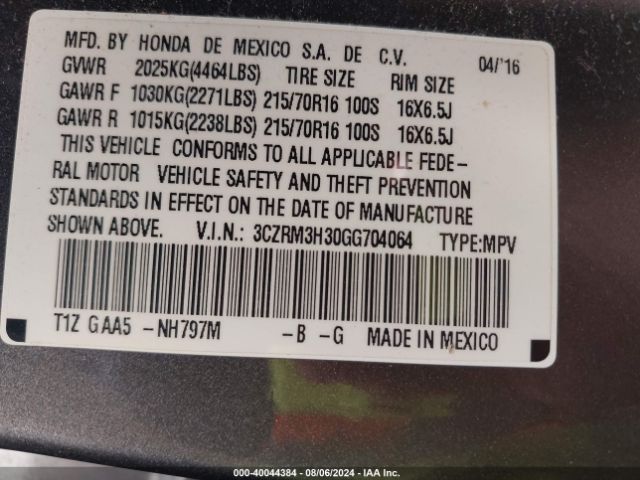 MFD. BY HONDA DE MEXICO S.A. DE C.V. 04/'16
GVWR 2025KG(4464LBS) TIRE SIZE RIM SIZE
GAWR F 1030KG(2271LBS) 215/70R16 100S 16X6.5J
GAWR R 1015KG(2238LBS) 215/70R16 100S 16X6.5J
THIS VEHICLE CONFORMS TO ALL APPLICABLE FEDE-
RAL MOTOR VEHICLE SAFETY AND THEFT PREVENTION
STANDARDS IN EFFECT ON THE DATE OF MANUFACTURE
SHOWN ABOVE. V.I.N.: 3CZRM3H30GG704064 TYPE:MPV
T1Z GAA5 -NH797M -B -G MADE IN MEXICO
000-40044384 - 08/06/2024 - IAA Inc.